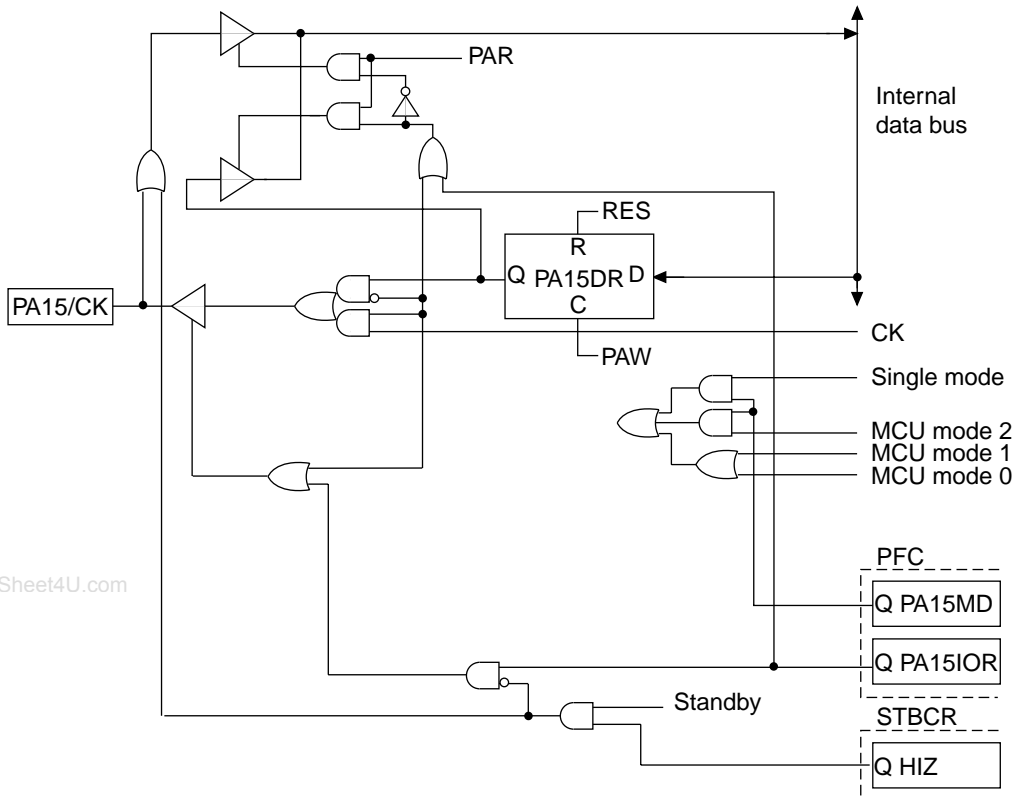 PAR
Internal
data bus
RES
R
Q PA15DR D
C
PA15/CK
CK
PAW
Single mode
MCU mode 2
MCU mode 1
MCU mode 0
PFC
Sheet4U.com
Q PA15MD
Q PA15IOR
Standby
STBCR
Q HIZ